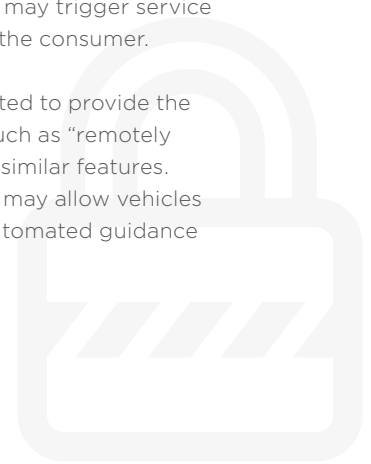 may trigger service
the consumer.
ted to provide the
uch as “remotely
similar features.
may allow vehicles
tomated guidance